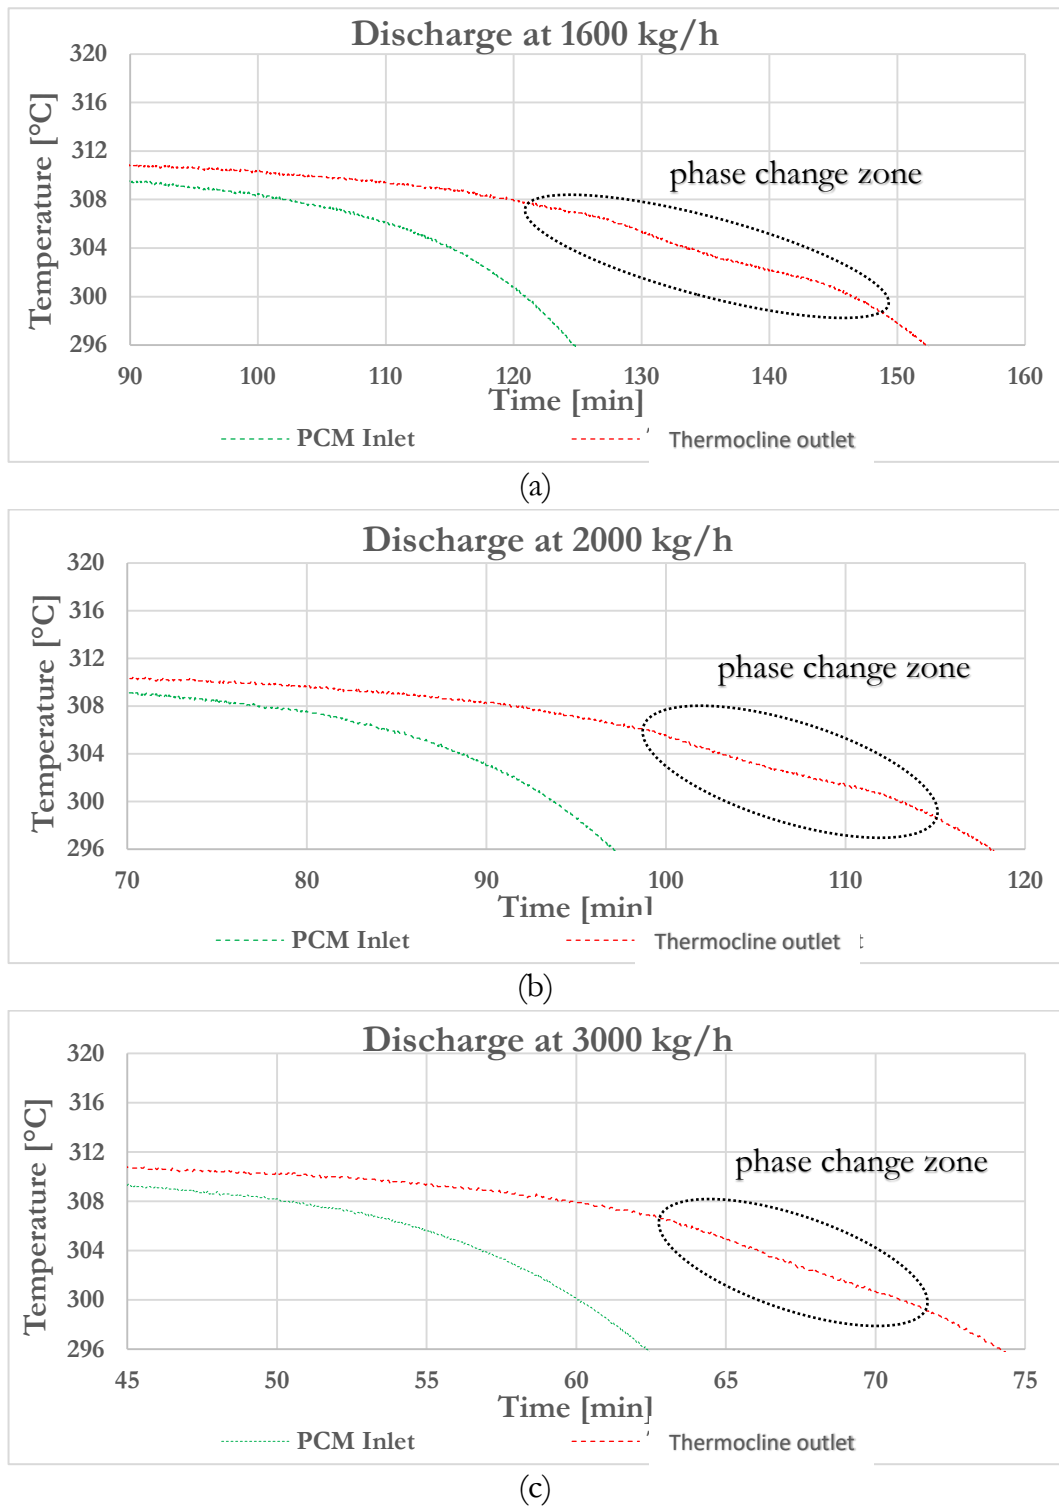 Discharge at 1600 kg/h
320
316
312
308
304
300
296
Temperature [°C]
phase change zone
90 100 110 120 130 140 150 160
Time [min]
PCM Inlet Thermocline outlet
(a)
Discharge at 2000 kg/h
320
316
312
308
304
300
296
Temperature [°C]
phase change zone
70 80 90 100 110 120
Time [min]
PCM Inlet Thermocline outlet
(b)
Discharge at 3000 kg/h
320
316
312
308
304
300
296
Temperature [°C]
phase change zone
45 50 55 60 65 70 75
Time [min]
PCM Inlet Thermocline outlet
(c)